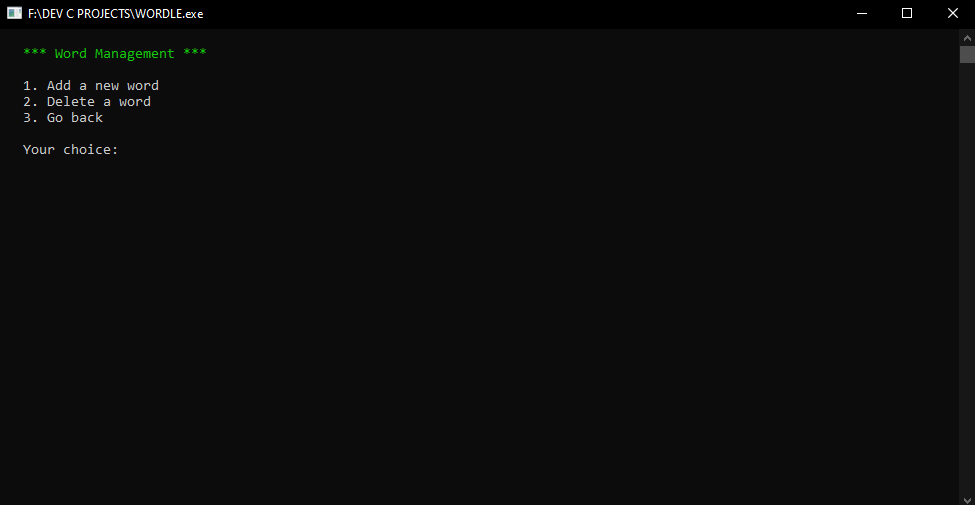 F:\DEV C PROJECTS\WORDLE.exe
*** Word Management ***
1. Add a new word
2. Delete a word
3. Go back
Your choice: